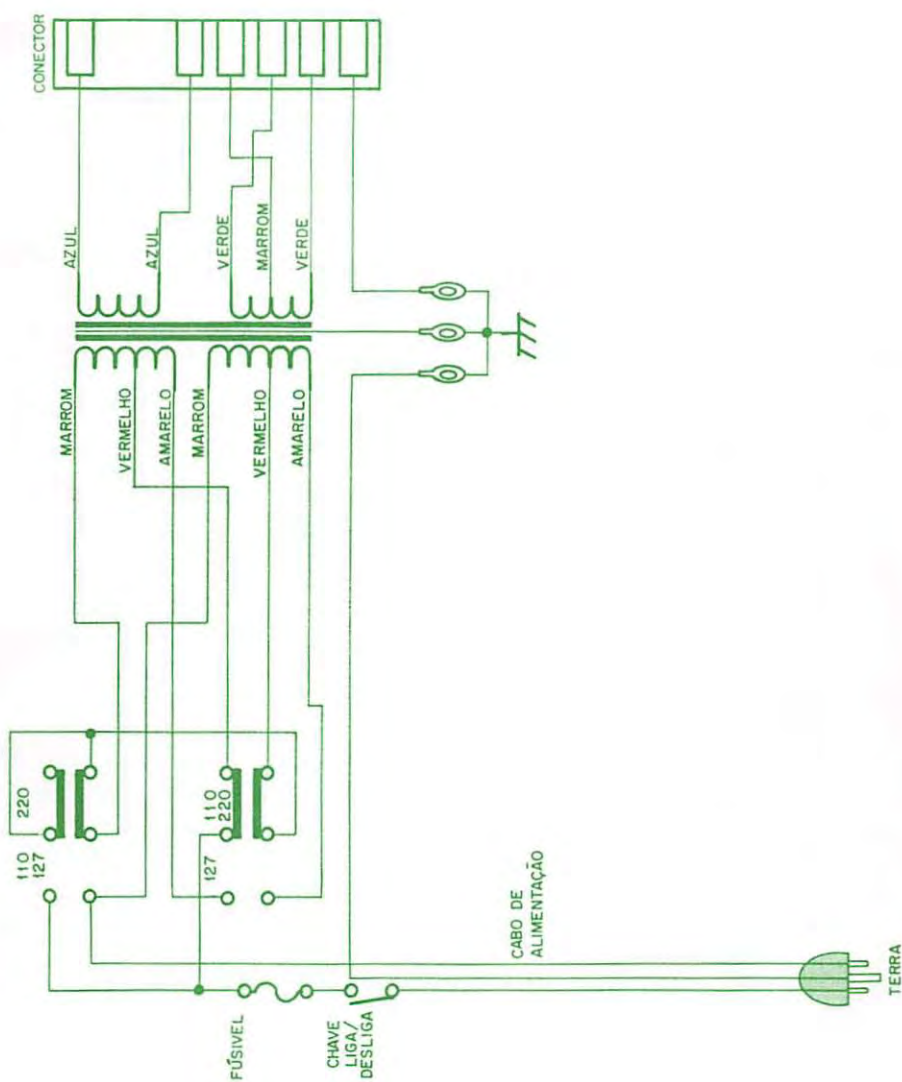 CONECTOR
AZUL
AZUL
VERDE
MARROM
VERDE
MARROM
VERMELHO
AMARELO
MARROM
VERMELHO
AMARELO
220
110
127
110
220
127
FÚSIVEL
CHAVE
LIGA/
DESLIGA
CABO DE
ALIMENTAÇÃO
TERRA